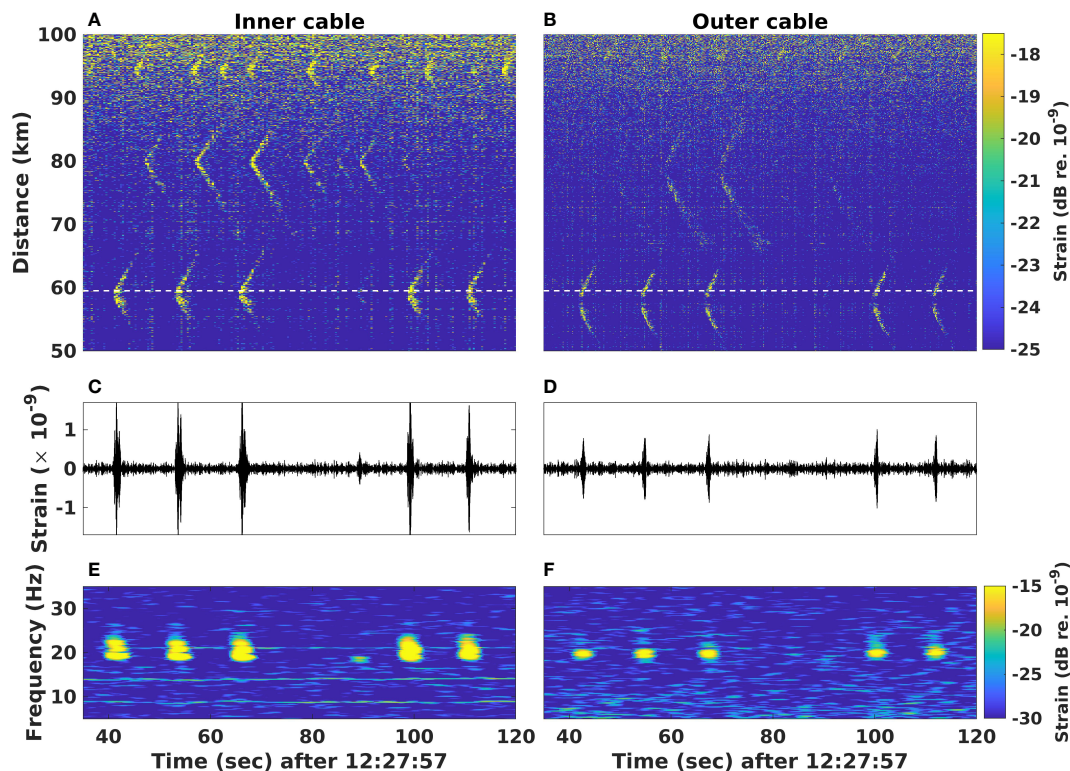 A Inner cable
B Outer cable
100
90
80
70
60
50
Distance (km)
-18
-19
-20
-21
-22
-23
-24
-25
Strain (dB re. 10-9)
C
D
1
0
-1
Strain (× 10-9)
E
F
30
20
10
Frequency (Hz)
-15
-20
-25
-30
Strain (dB re. 10-9)
40 60 80 100 120
40 60 80 100 120
Time (sec) after 12:27:57
Time (sec) after 12:27:57